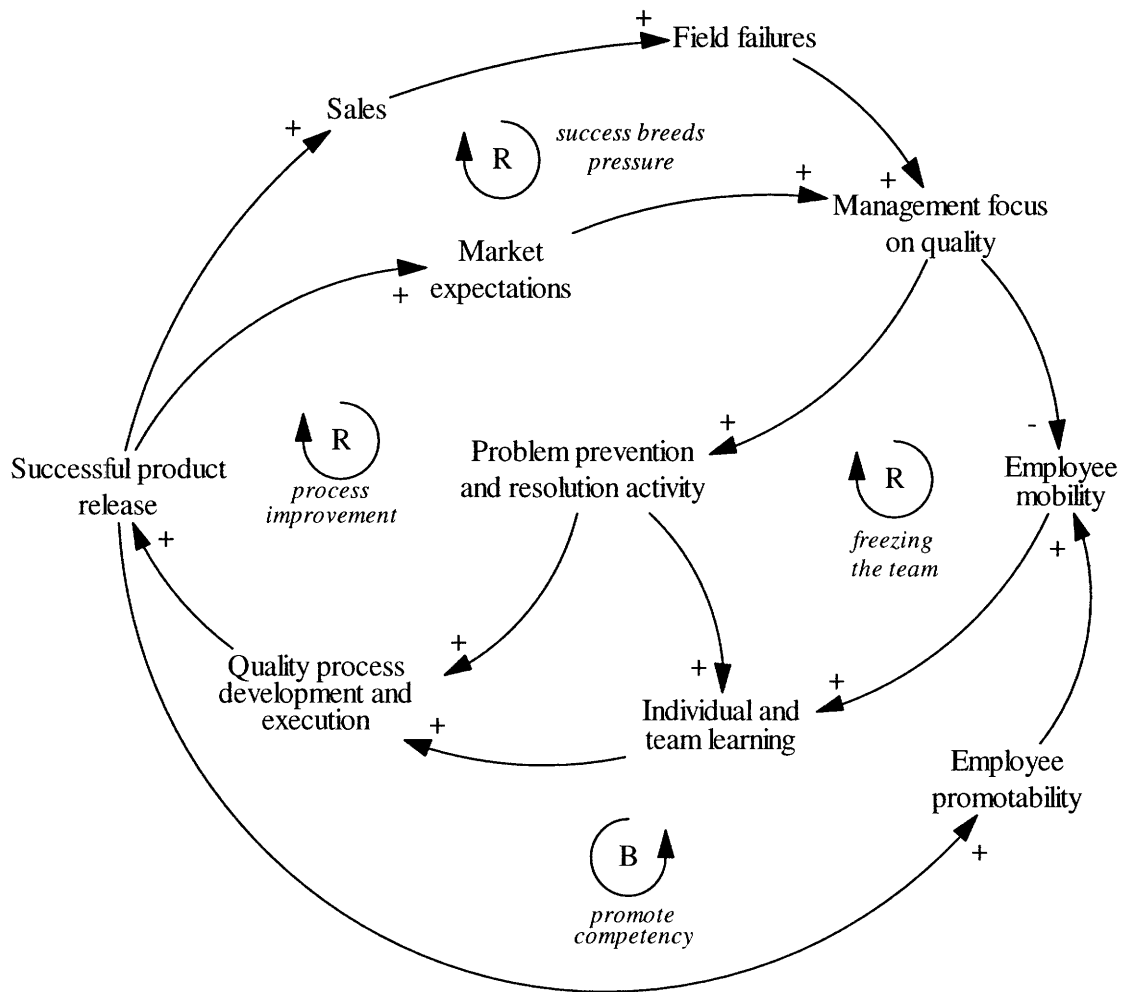 +
Field failures
Sales
+
R
success breeds
pressure
+
+
Management focus
on quality
Market
expectations
+
+
-
R
process
improvement
Problem prevention
and resolution activity
R
freezing
the team
Employee
mobility
Successful product
release
+
+
+
+
+
Quality process
development and
execution
+
Individual and
team learning
Employee
promotability
+
B
promote
competency